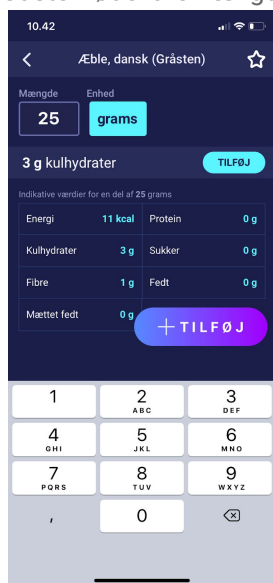 10.42
Æble, dansk (Gråsten)
Mængde Enhed
25 grams
3 g kulhydrater TILFØJ
Indikative værdier for en del af 25 grams
Energi 11 kcal Protein 0 g
Kulhydrater 3 g Sukker 0 g
Fibre 1 g Fedt 0 g
Mættet fedt 0 g
+ TILFØJ
1 2 3
ABC DEF
4 5 6
GHI JKL MNO
7 8 9
PQRS TUV WXYZ
, 0